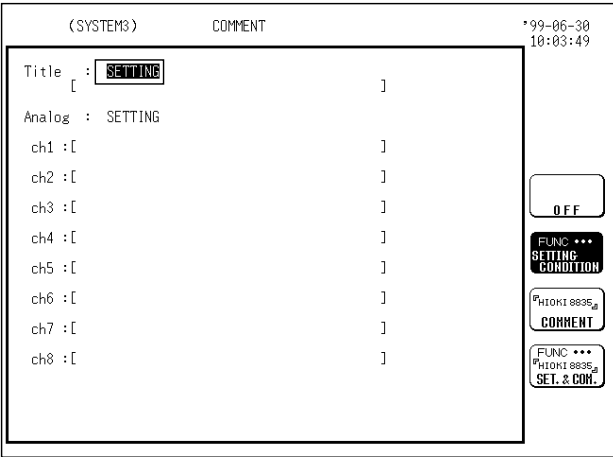 (SYSTEM3) COMMENT '99-06-30
10:03:49
Title : SETTING
[ ]
Analog : SETTING
ch1 :[ ]
ch2 :[ ]
ch3 :[ ]
ch4 :[ ]
ch5 :[ ]
ch6 :[ ]
ch7 :[ ]
ch8 :[ ]
OFF
FUNC •••
SETTING
CONDITION
『HIOKI 8835』
COMMENT
FUNC •••
『HIOKI 8835』
SET. & COM.